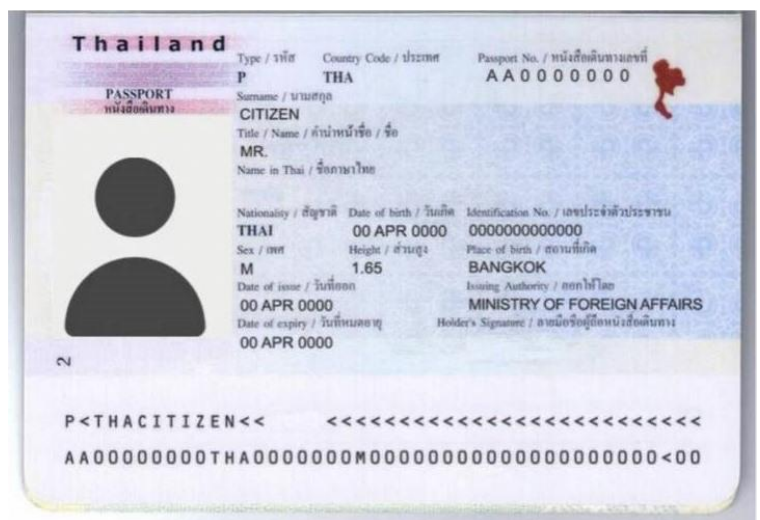 Thailand
PASSPORT
หนังสือเดินทาง
Type / รหัส Country Code / ประเทศ Passport No. / หนังสือเดินทางเลขที่
P THA AA0000000
Surname / นามสกุล
CITIZEN
Title / Name / คำนำหน้าชื่อ / ชื่อ
MR.
Name in Thai / ชื่อภาษาไทย
Nationality / สัญชาติ Date of birth / วันเกิด Identification No. / เลขประจำตัวประชาชน
THAI 00 APR 0000 0000000000000
Sex / เพศ Height / ส่วนสูง Place of birth / สถานที่เกิด
M 1.65 BANGKOK
Date of issue / วันที่ออก Issuing Authority / ออกให้โดย
00 APR 0000 MINISTRY OF FOREIGN AFFAIRS
Date of expiry / วันที่หมดอายุ Holder's Signature / ลายมือชื่อผู้ถือหนังสือเดินทาง
00 APR 0000
2
P<THACITIZEN<< <<<<<<<<<<<<<<<<<<<<<<<<<<
AA00000000THA0000000M00000000000000000000<00